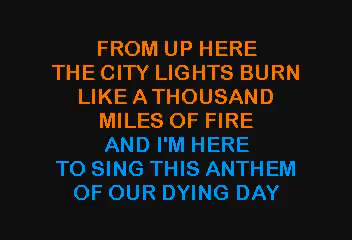 FROM UP HERE
THE CITY LIGHTS BURN
LIKE A THOUSAND
MILES OF FIRE
AND I'M HERE
TO SING THIS ANTHEM
OF OUR DYING DAY